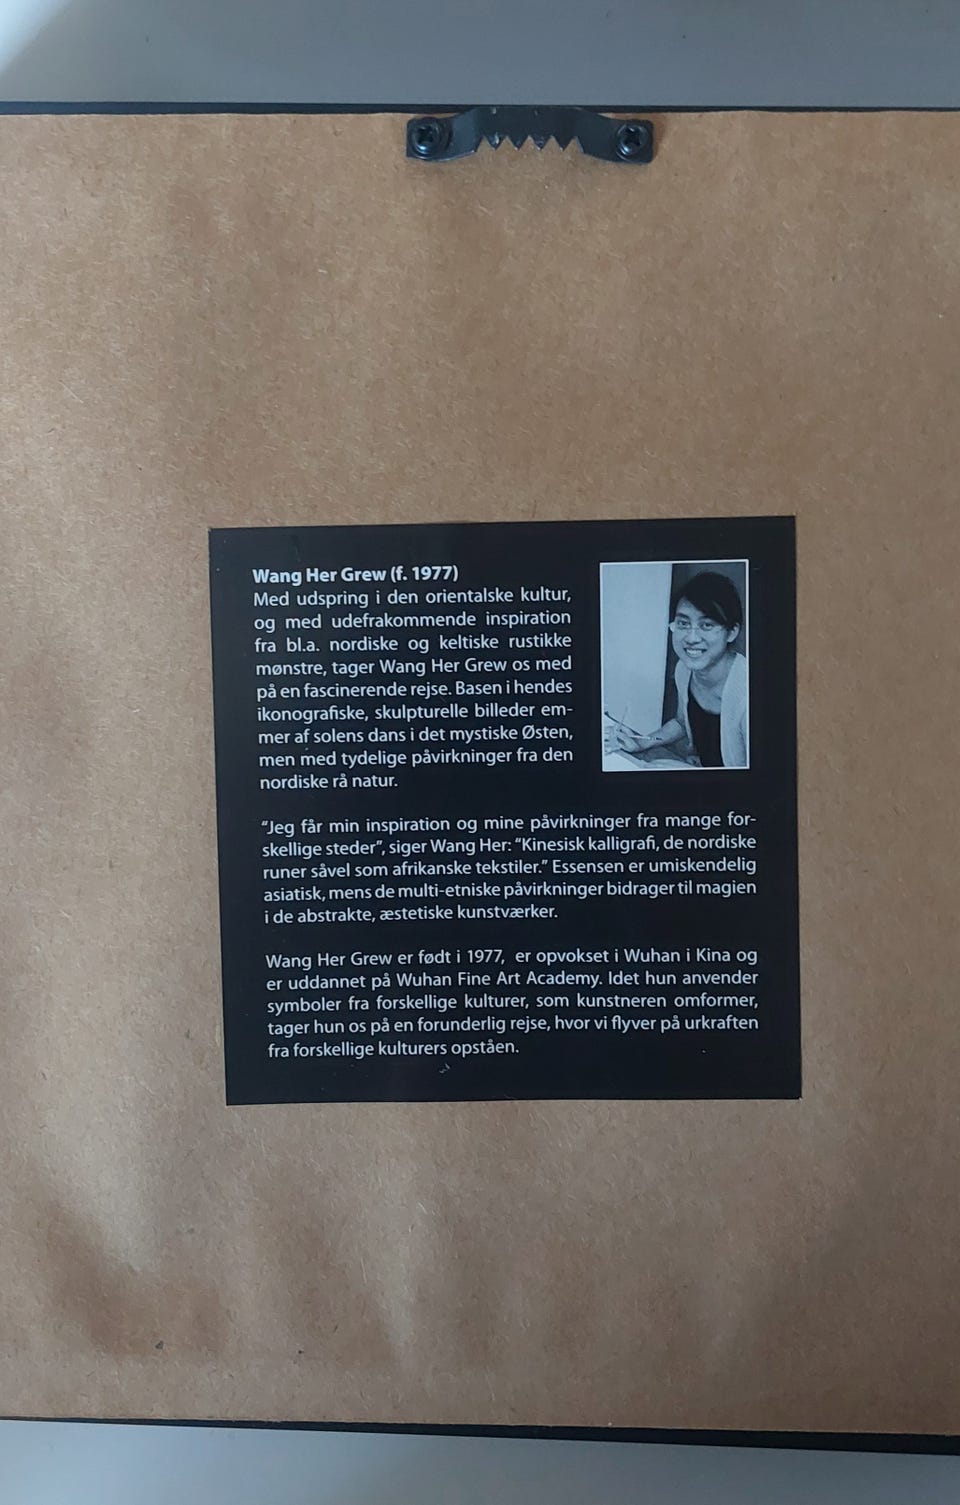 Wang Her Grew (f. 1977)
Med udspring i den orientalske kultur,
og med udefrakommende inspiration
fra bl.a. nordiske og keltiske rustikke
mønstre, tager Wang Her Grew os med
på en fascinerende rejse. Basen i hendes
ikonografiske, skulpturelle billeder em-
mer af solens dans i det mystiske Østen,
men med tydelige påvirkninger fra den
nordiske rå natur.
“Jeg får min inspiration og mine påvirkninger fra mange for-
skellige steder”, siger Wang Her: “Kinesisk kalligrafi, de nordiske
runer såvel som afrikanske tekstiler.” Essensen er umiskendelig
asiatisk, mens de multi-etniske påvirkninger bidrager til magien
i de abstrakte, æstetiske kunstværker.
Wang Her Grew er født i 1977, er opvokset i Wuhan i Kina og
er uddannet på Wuhan Fine Art Academy. Idet hun anvender
symboler fra forskellige kulturer, som kunstneren omformer,
tager hun os på en forunderlig rejse, hvor vi flyver på urkraften
fra forskellige kulturers opståen.